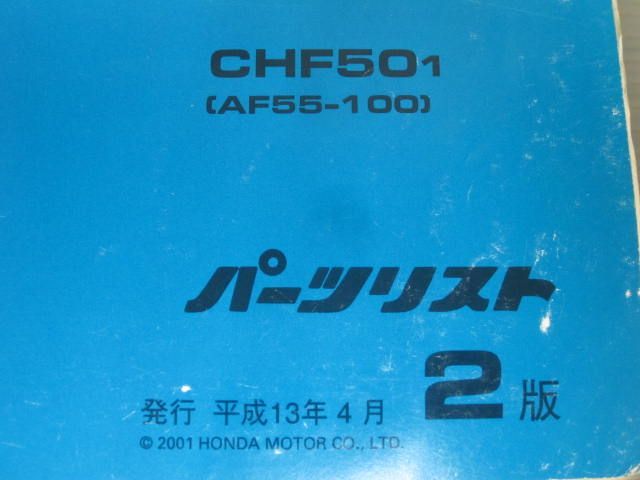 CHF501
(AF55-100)
パーツリスト
2版
発行 平成13年4月
© 2001 HONDA MOTOR CO., LTD.